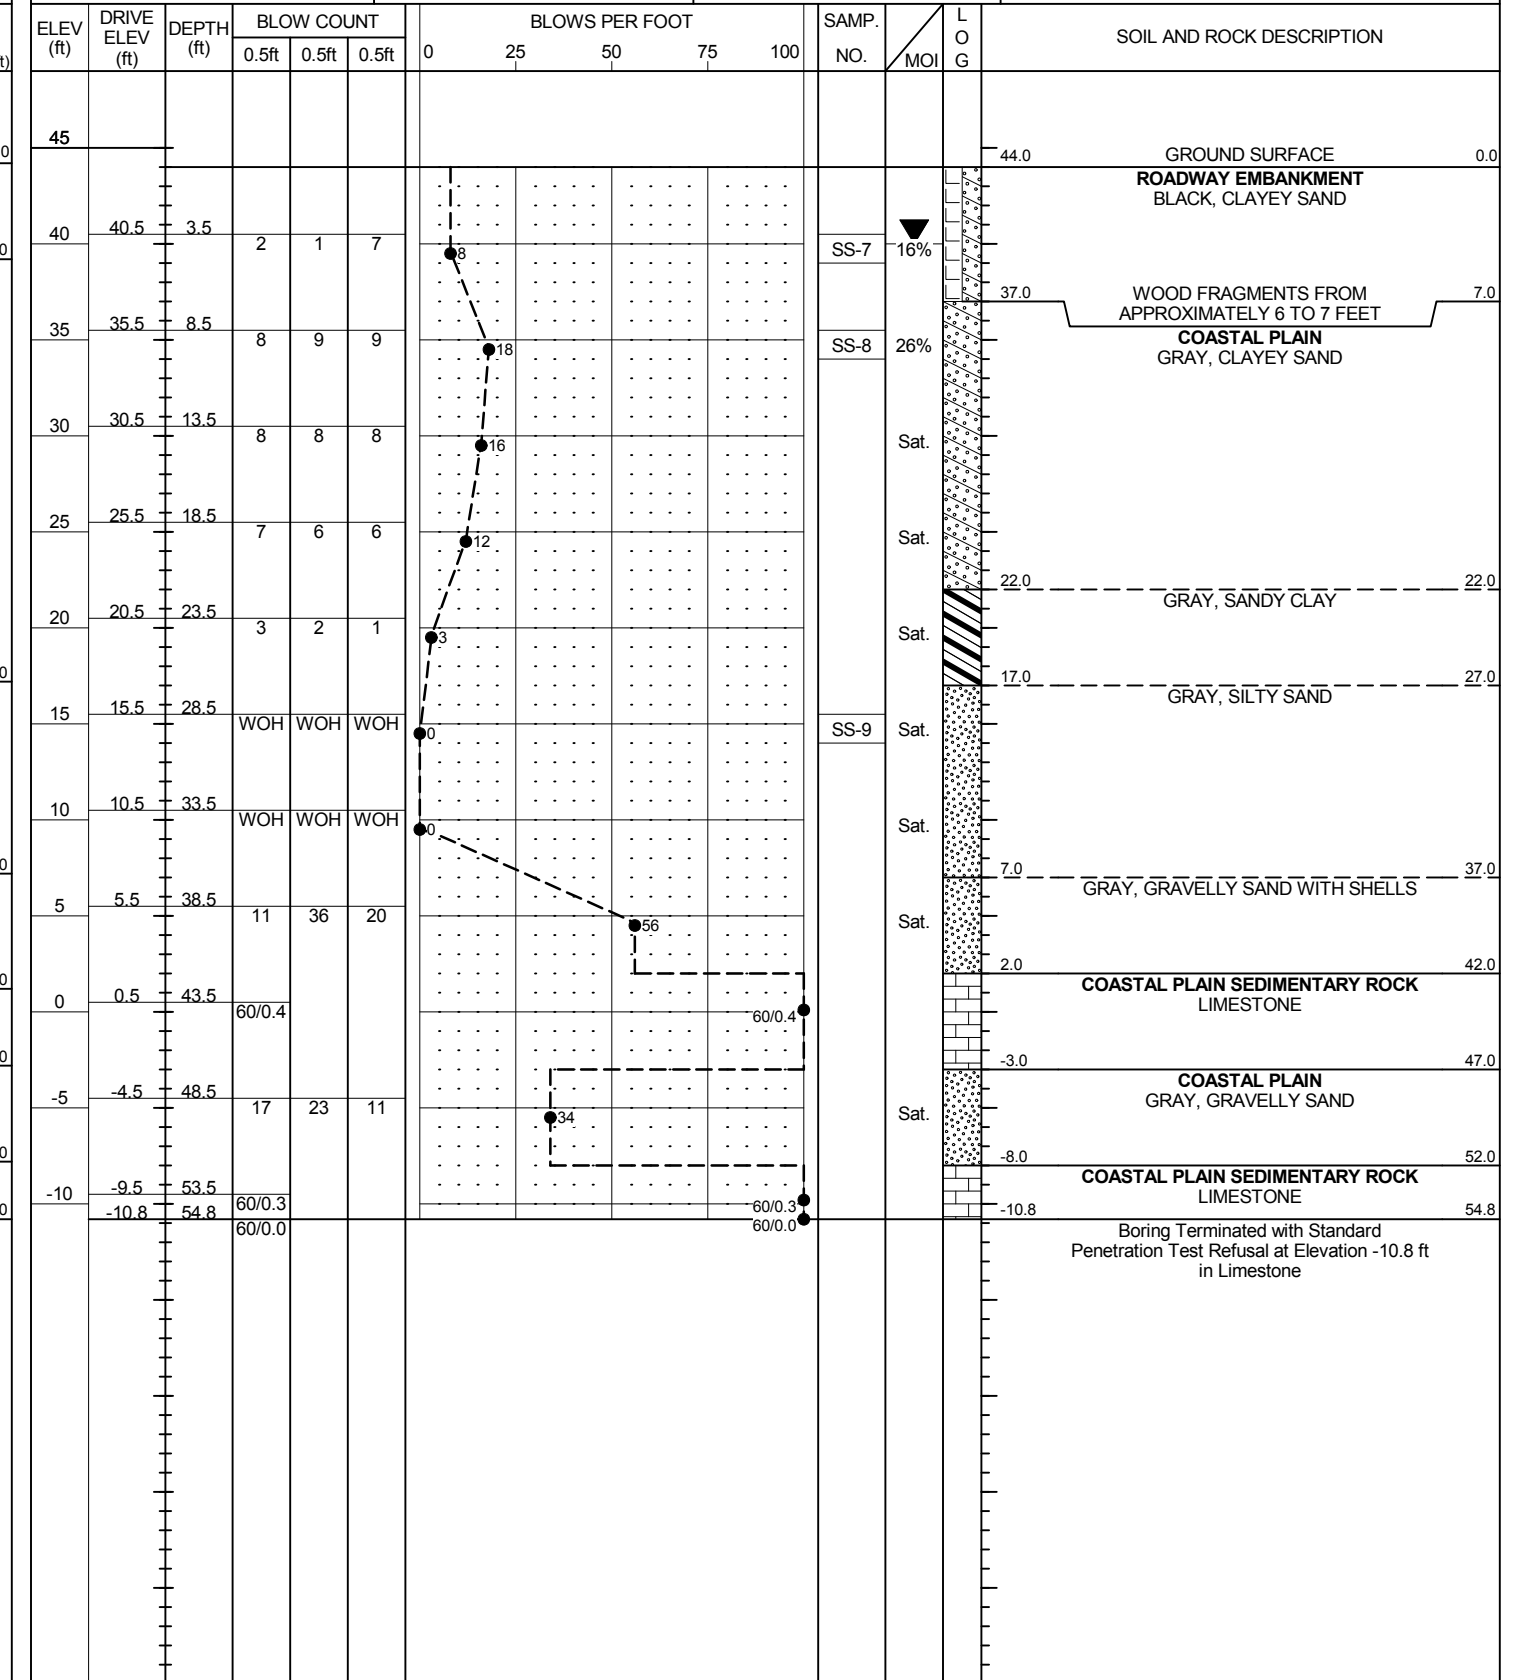 t)
0
0
0
0
0
0
0
0
ELEV (ft) DRIVE ELEV (ft) DEPTH (ft) BLOW COUNT BLOWS PER FOOT SAMP. NO. MOI L O G SOIL AND ROCK DESCRIPTION
0.5ft 0.5ft 0.5ft 0 25 50 75 100
45
44.0 GROUND SURFACE 0.0
ROADWAY EMBANKMENT
BLACK, CLAYEY SAND
40 40.5 3.5 2 1 7 8 SS-7 16%
37.0 WOOD FRAGMENTS FROM 7.0
APPROXIMATELY 6 TO 7 FEET
35 35.5 8.5 8 9 9 18 SS-8 26%
COASTAL PLAIN
GRAY, CLAYEY SAND
30 30.5 13.5 8 8 8 16 Sat.
25 25.5 18.5 7 6 6 12 Sat.
22.0 GRAY, SANDY CLAY 22.0
20 20.5 23.5 3 2 1 3 Sat.
17.0 GRAY, SILTY SAND 27.0
15 15.5 28.5 WOH WOH WOH 0 SS-9 Sat.
10 10.5 33.5 WOH WOH WOH 0 Sat.
7.0 GRAY, GRAVELLY SAND WITH SHELLS 37.0
5 5.5 38.5 11 36 20 56 Sat.
2.0 42.0
COASTAL PLAIN SEDIMENTARY ROCK
LIMESTONE
0 0.5 43.5 60/0.4 60/0.4
-3.0 47.0
COASTAL PLAIN
GRAY, GRAVELLY SAND
-5 -4.5 48.5 17 23 11 34 Sat.
-8.0 52.0
COASTAL PLAIN SEDIMENTARY ROCK
LIMESTONE
-10 -9.5 53.5 60/0.3 60/0.3
-10.8 54.8 60/0.0 60/0.0 -10.8 54.8
Boring Terminated with Standard
Penetration Test Refusal at Elevation -10.8 ft
in Limestone